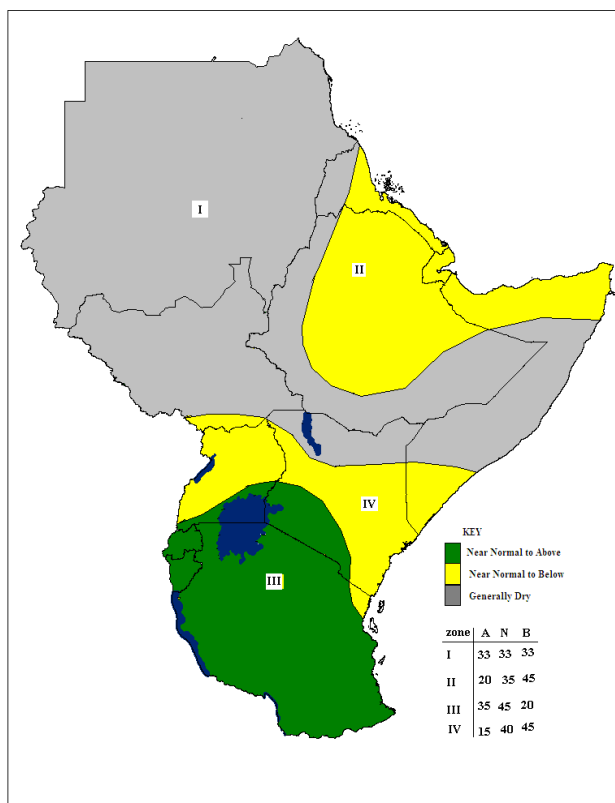 I
II
IV
III
KEY
Near Normal to Above
Near Normal to Below
Generally Dry
zone A N B
I 33 33 33
II 20 35 45
III 35 45 20
IV 15 40 45